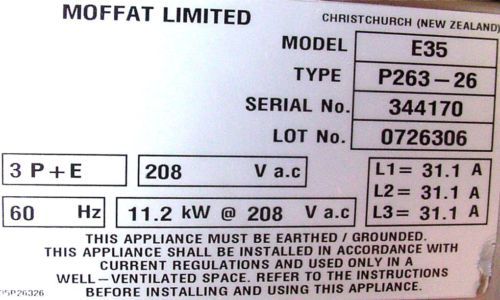 MOFFAT LIMITED CHRISTCHURCH (NEW ZEALAND)
MODEL E35
TYPE P263-26
SERIAL No. 344170
LOT No. 0726306
3 P+E 208 V a.c L1= 31.1 A
L2= 31.1 A
60 Hz 11.2 kW @ 208 V a.c L3= 31.1 A
THIS APPLIANCE MUST BE EARTHED / GROUNDED.
THIS APPLIANCE SHALL BE INSTALLED IN ACCORDANCE WITH
CURRENT REGULATIONS AND USED ONLY IN A
WELL-VENTILATED SPACE. REFER TO THE INSTRUCTIONS
BEFORE INSTALLING AND USING THIS APPLIANCE.